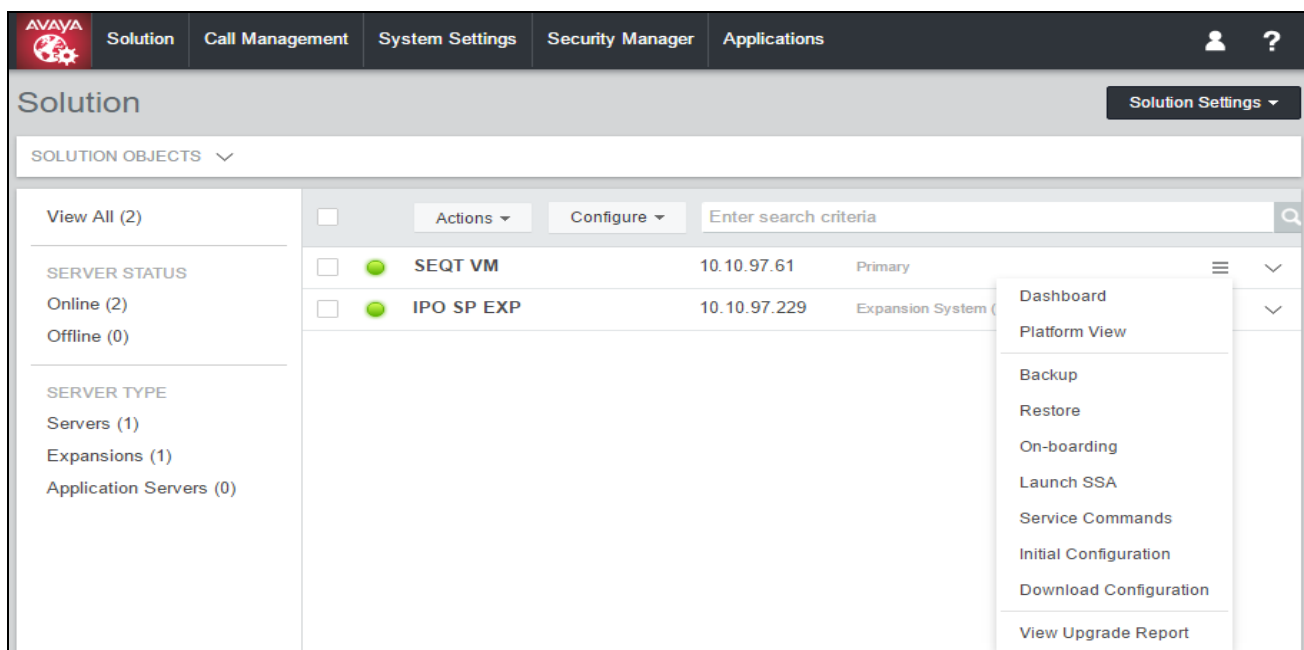 AVAYA
Solution Call Management System Settings Security Manager Applications ?
Solution
Solution Settings
SOLUTION OBJECTS
View All (2)
SERVER STATUS
Online (2)
Offline (0)
SERVER TYPE
Servers (1)
Expansions (1)
Application Servers (0)
Actions Configure Enter search criteria
SEQT VM 10.10.97.61 Primary
IPO SP EXP 10.10.97.229 Expansion System (
Dashboard
Platform View
Backup
Restore
On-boarding
Launch SSA
Service Commands
Initial Configuration
Download Configuration
View Upgrade Report